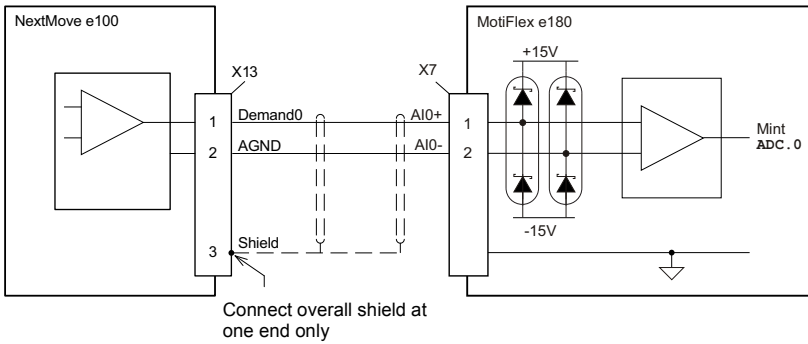 NextMove e100
MotiFlex e180
+15V
X13
X7
1
Demand0
AI0+
1
2
AGND
AI0-
2
Mint
ADC.0
-15V
3
Shield
Connect overall shield at
one end only